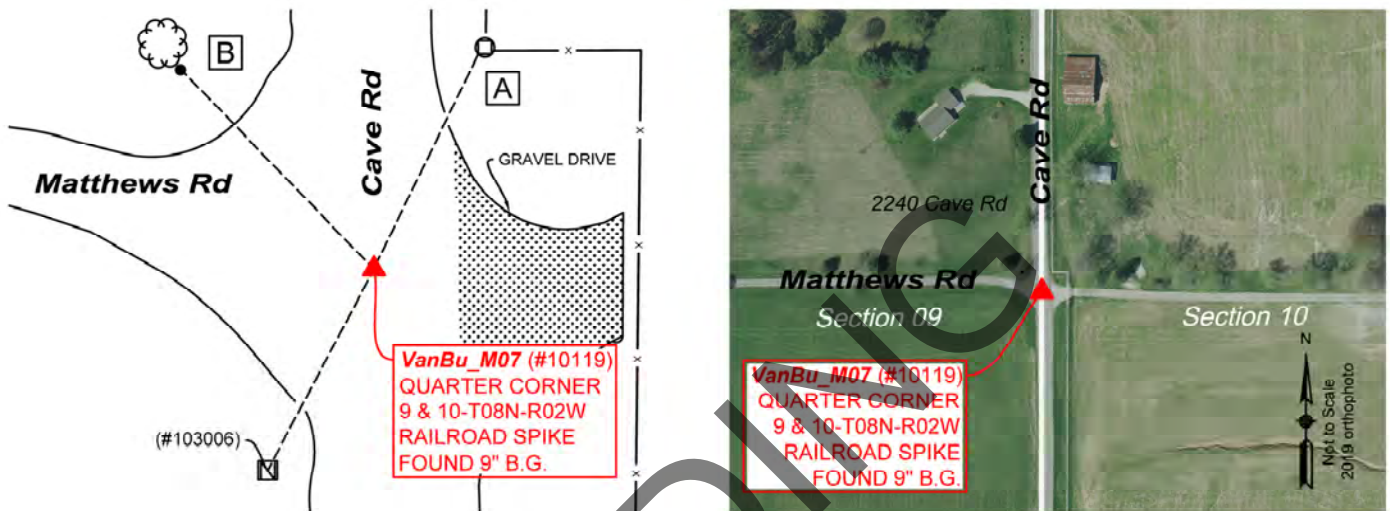 B
A
Cave Rd
GRAVEL DRIVE
Matthews Rd
(#103006)
N
VanBu_M07 (#10119)
QUARTER CORNER
9 & 10-T08N-R02W
RAILROAD SPIKE
FOUND 9" B.G.
x
x
x
x
x
Cave Rd
2240 Cave Rd
Matthews Rd
Section 09
Section 10
VanBu_M07 (#10119)
QUARTER CORNER
9 & 10-T08N-R02W
RAILROAD SPIKE
FOUND 9" B.G.
N
Not to Scale
2019 orthophoto